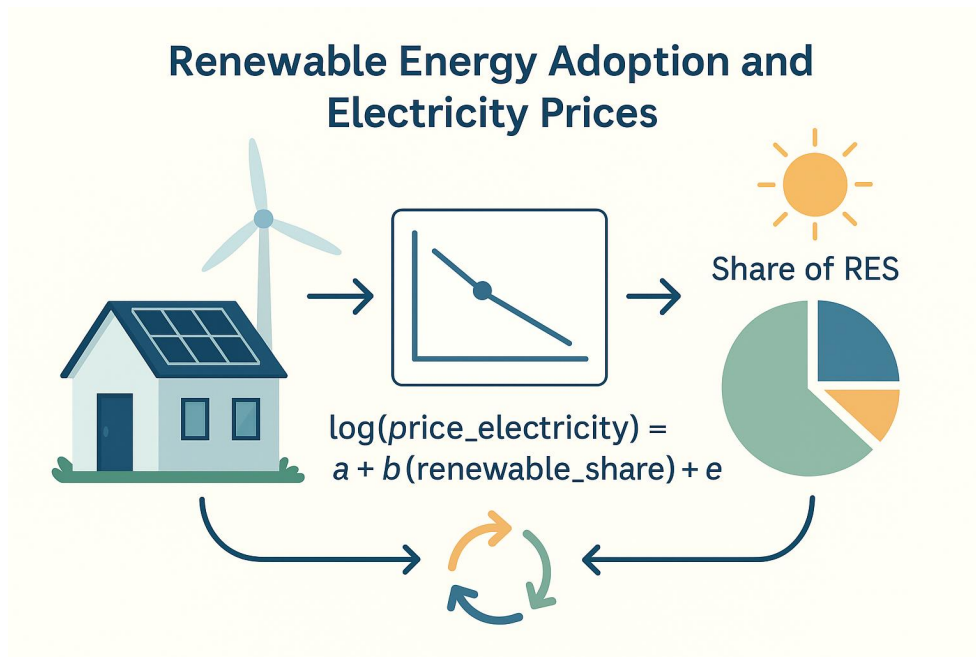 Renewable Energy Adoption and
Electricity Prices
Share of RES
log(price_electricity) =
a + b (renewable_share) + e